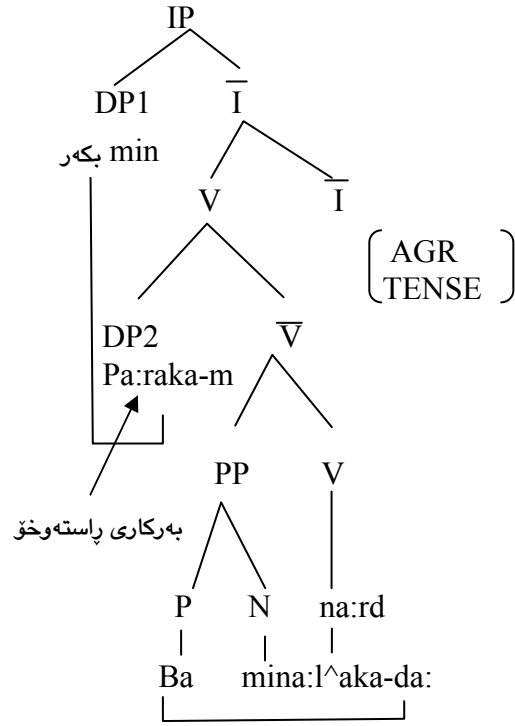 IP
DP1 I̅
بکەر min
V I̅
AGR
TENSE
DP2 V̅
Pa:raka-m
PP V
بەرکاری ڕاستەوخۆ
P N na:rd
Ba mina:l^aka-da: